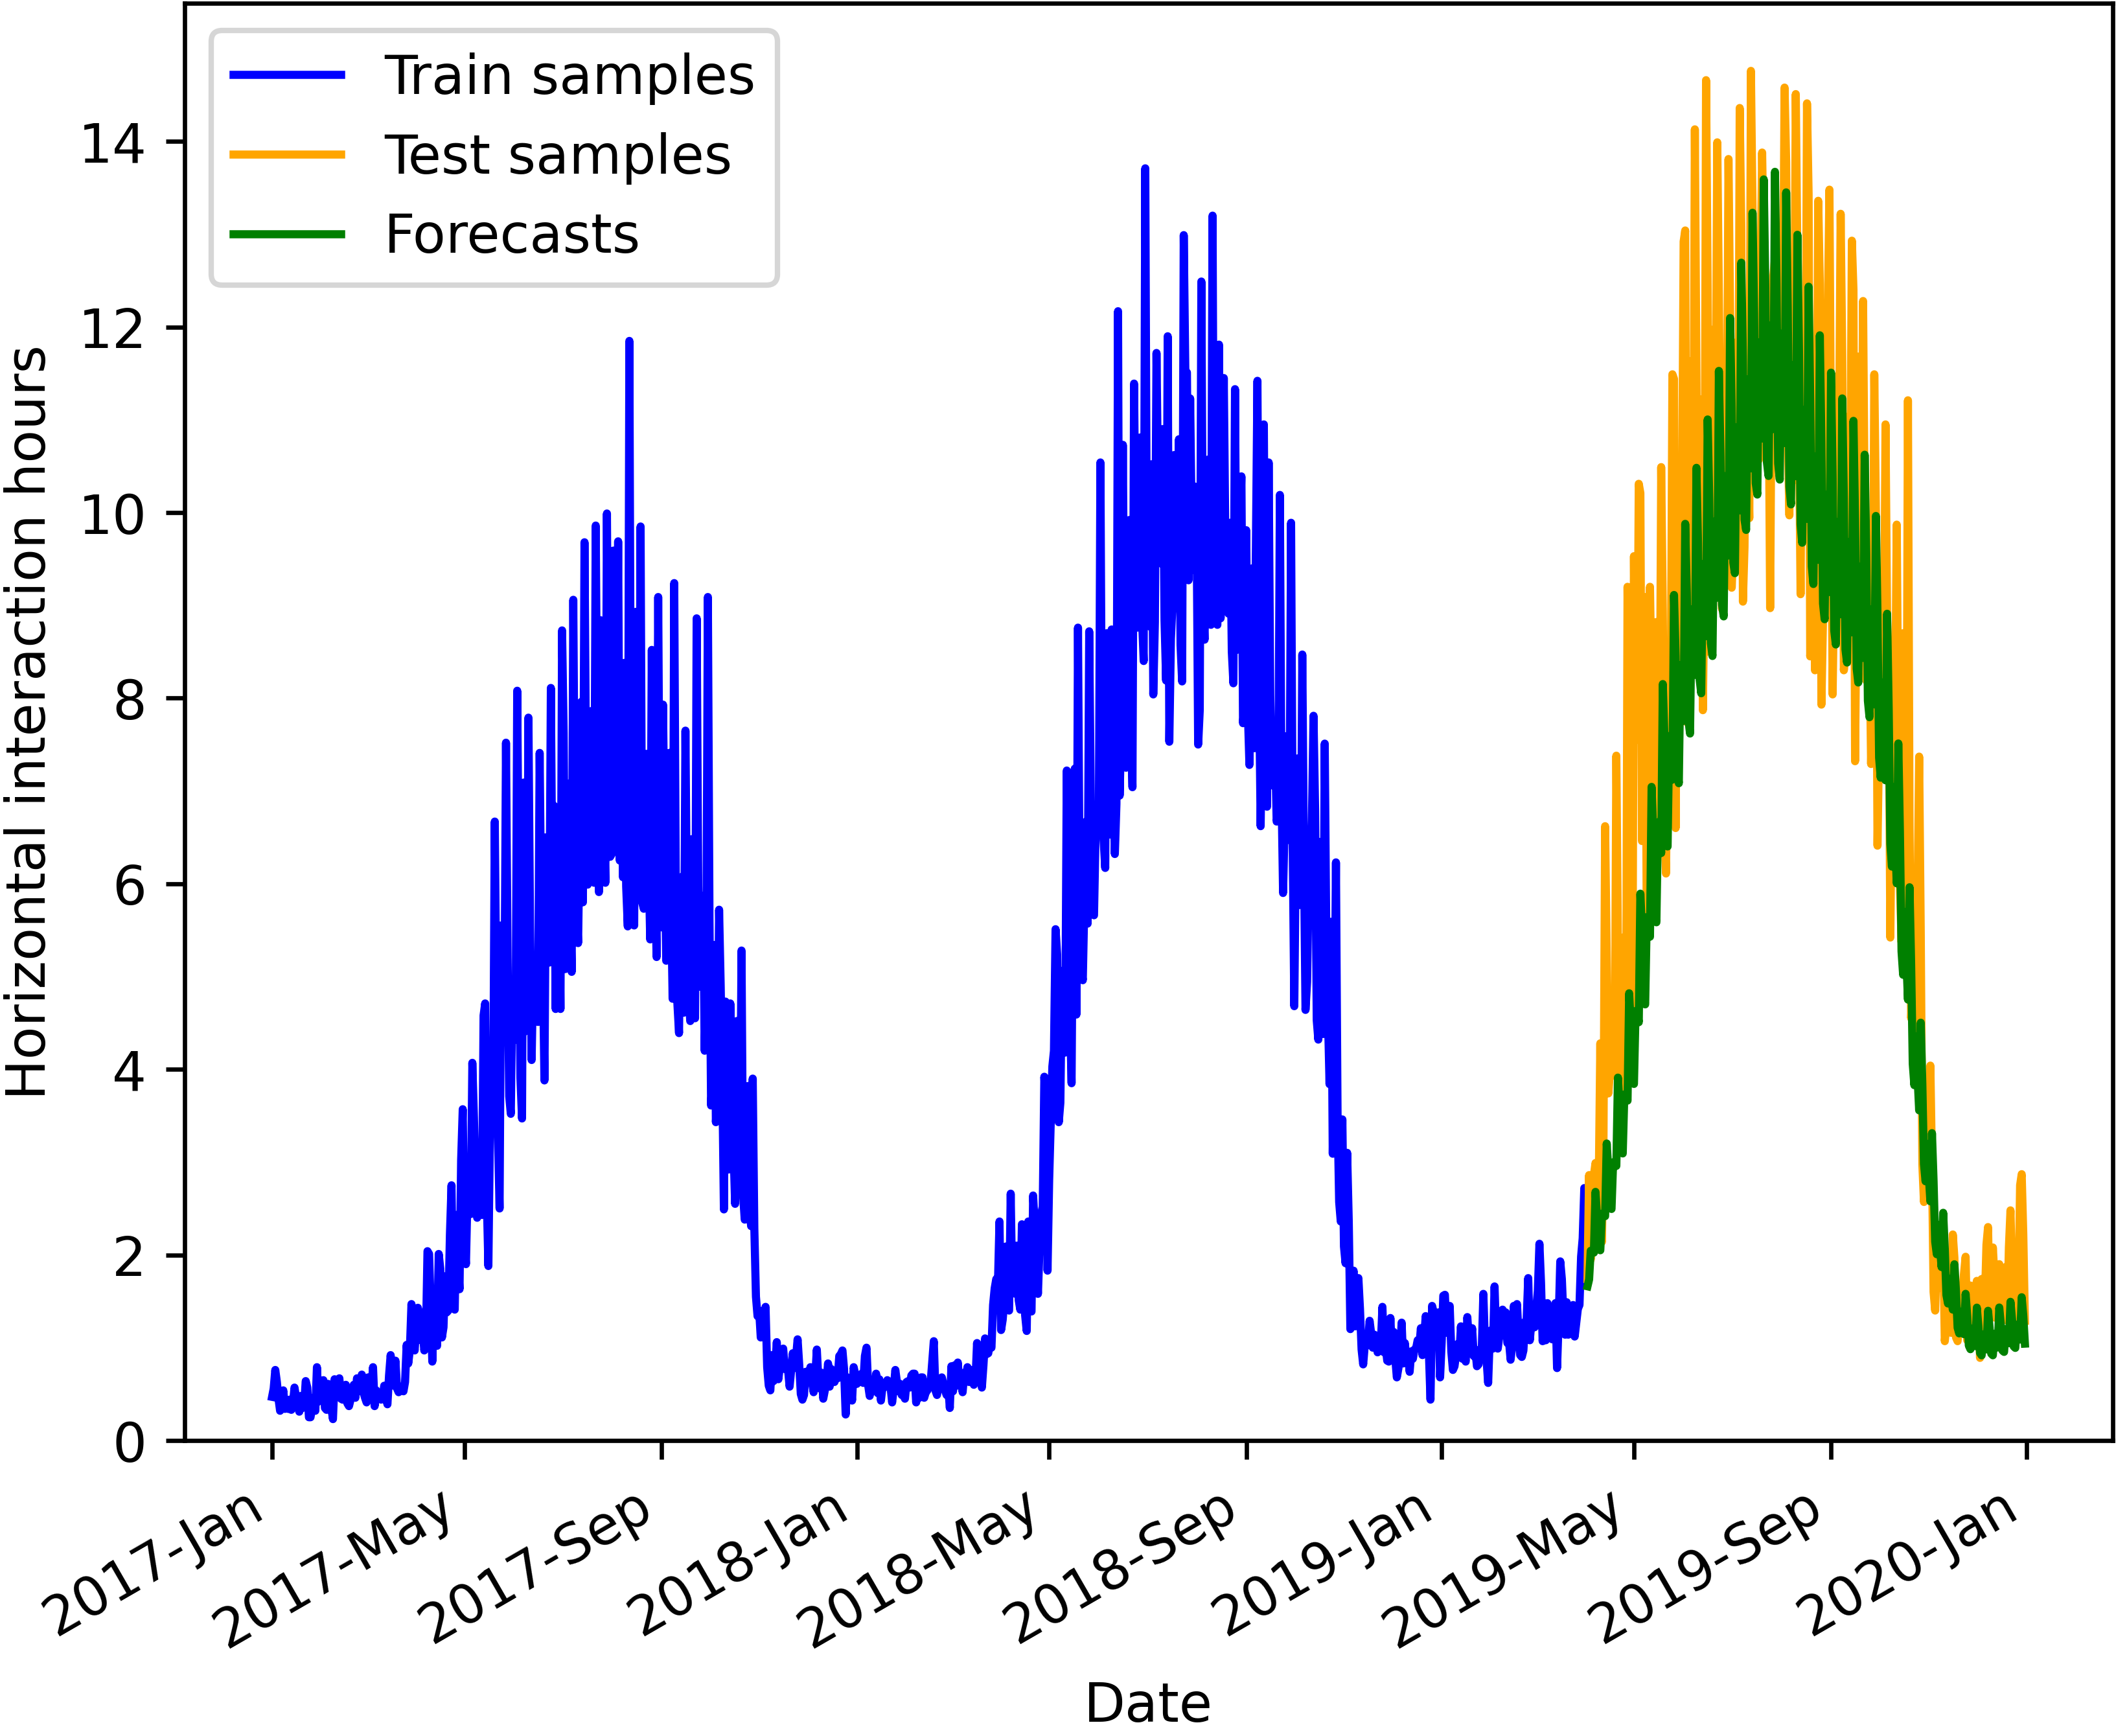 Train samples
Test samples
Forecasts
14
12
10
8
6
4
2
0
Horizontal interaction hours
2017-Jan
2017-May
2017-Sep
2018-Jan
2018-May
2018-Sep
2019-Jan
2019-May
2019-Sep
2020-Jan
Date